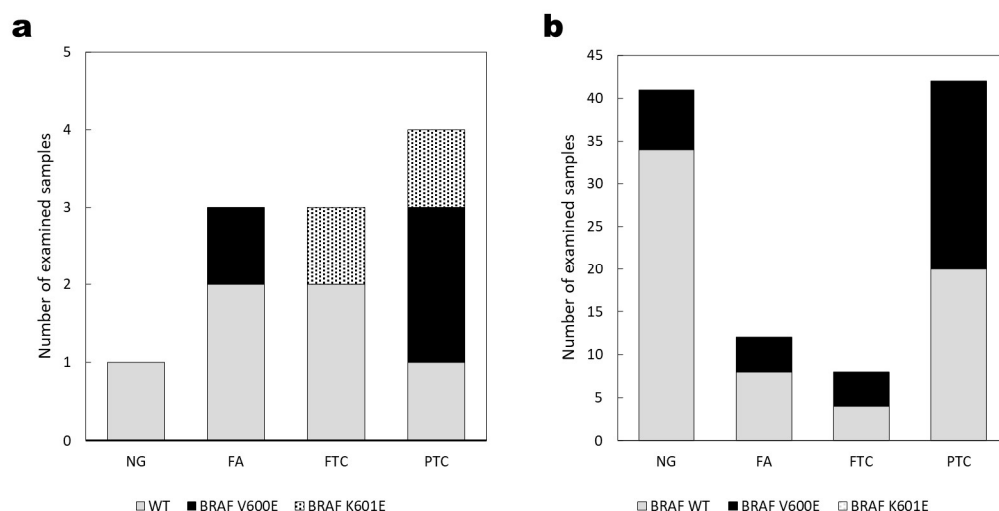 a
Number of examined samples
5
4
3
2
1
0
NG FA FTC PTC
WT BRAF V600E BRAF K601E
b
Number of examined samples
45
40
35
30
25
20
15
10
5
0
NG FA FTC PTC
BRAF WT BRAF V600E BRAF K601E